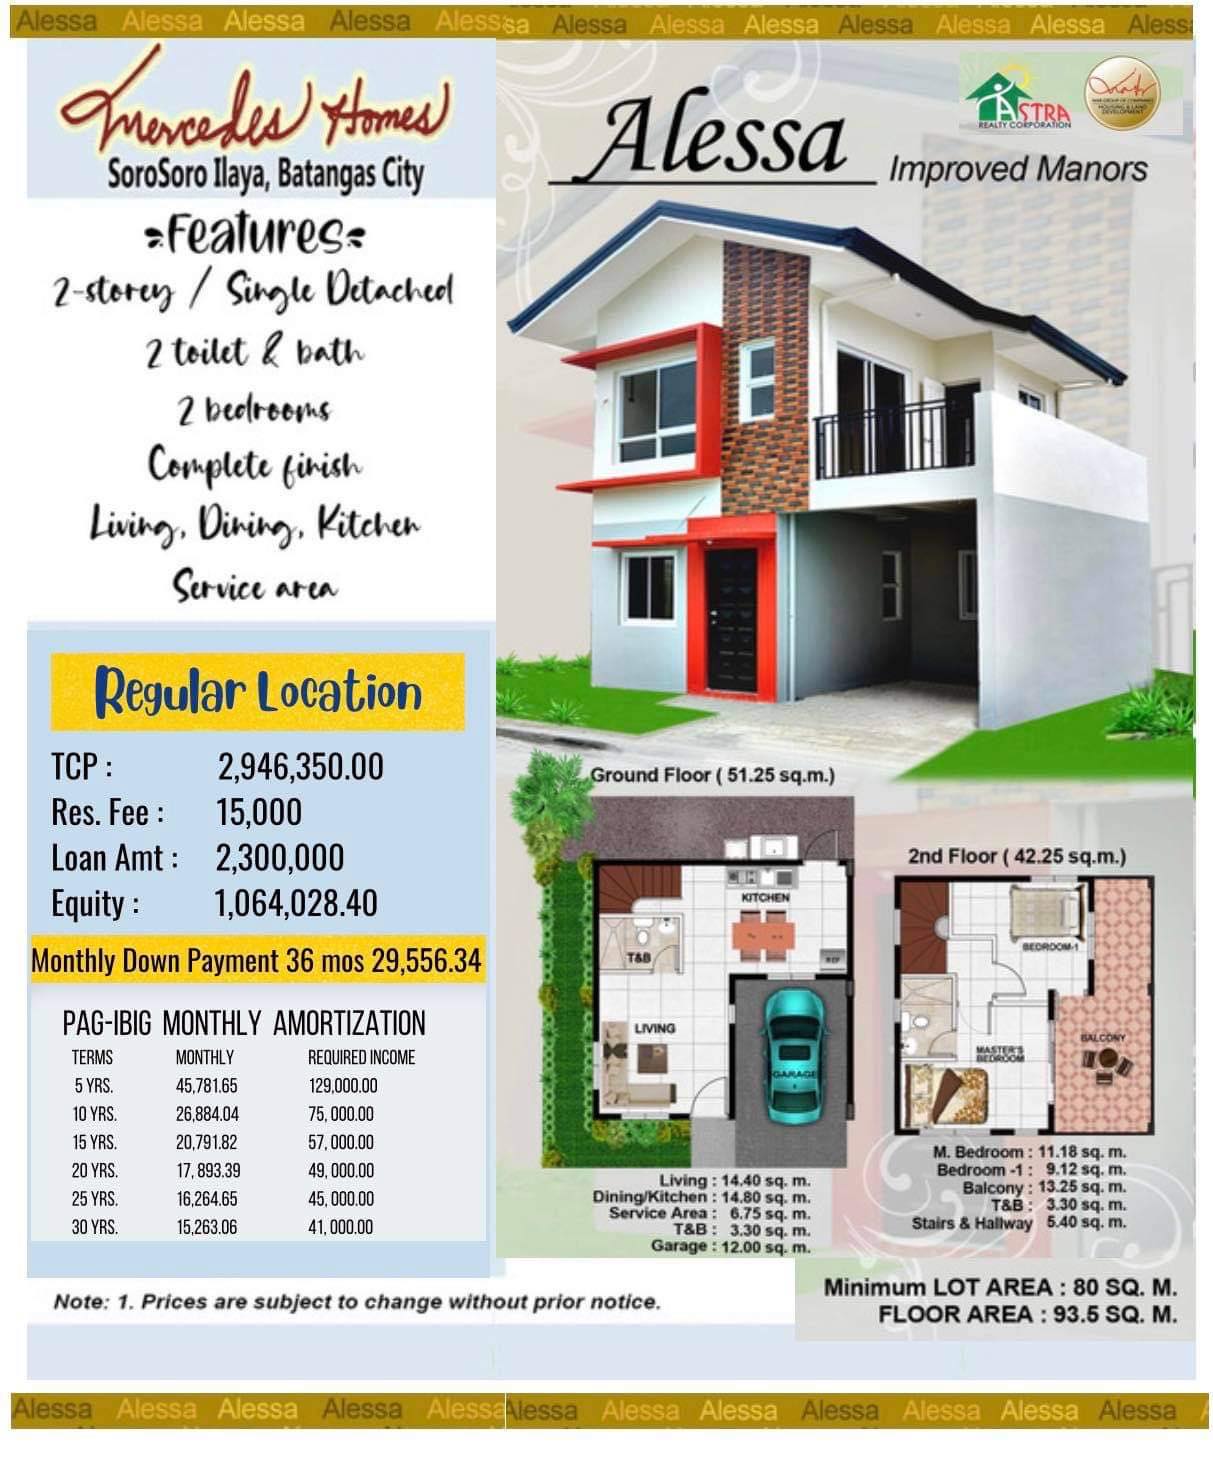 Alessa Alessa Alessa Alessa Alessa Alessa Alessa Alessa Alessa Alessa Alessa Alessa
Mercedes Homes
SoroSoro Ilaya, Batangas City
Features
2-storey / Single Detached
2 toilet & bath
2 bedrooms
Complete finish
Living, Dining, Kitchen
Service area
Regular Location
TCP : 2,946,350.00
Res. Fee : 15,000
Loan Amt : 2,300,000
Equity : 1,064,028.40
Monthly Down Payment 36 mos 29,556.34
PAG-IBIG MONTHLY AMORTIZATION
TERMS MONTHLY REQUIRED INCOME
5 YRS. 45,781.65 129,000.00
10 YRS. 26,884.04 75,000.00
15 YRS. 20,791.82 57,000.00
20 YRS. 17,893.39 49,000.00
25 YRS. 16,264.65 45,000.00
30 YRS. 15,263.06 41,000.00
Note: 1. Prices are subject to change without prior notice.
Alessa
Improved Manors
ASTRA
REALTY CORPORATION
HOUSING & LAND
DEVELOPMENT
Ground Floor ( 51.25 sq.m.)
KITCHEN
T&B
REF
LIVING
GARAGE
Living : 14.40 sq. m.
Dining/Kitchen : 14.80 sq. m.
Service Area : 6.75 sq. m.
T&B : 3.30 sq. m.
Garage : 12.00 sq. m.
2nd Floor ( 42.25 sq.m.)
BEDROOM-1
BALCONY
MASTER'S
BEDROOM
M. Bedroom : 11.18 sq. m.
Bedroom -1 : 9.12 sq. m.
Balcony : 13.25 sq. m.
T&B : 3.30 sq. m.
Stairs & Hallway 5.40 sq. m.
Minimum LOT AREA : 80 SQ. M.
FLOOR AREA : 93.5 SQ. M.
Alessa Alessa Alessa Alessa Alessa Alessa Alessa Alessa Alessa Alessa Alessa Alessa